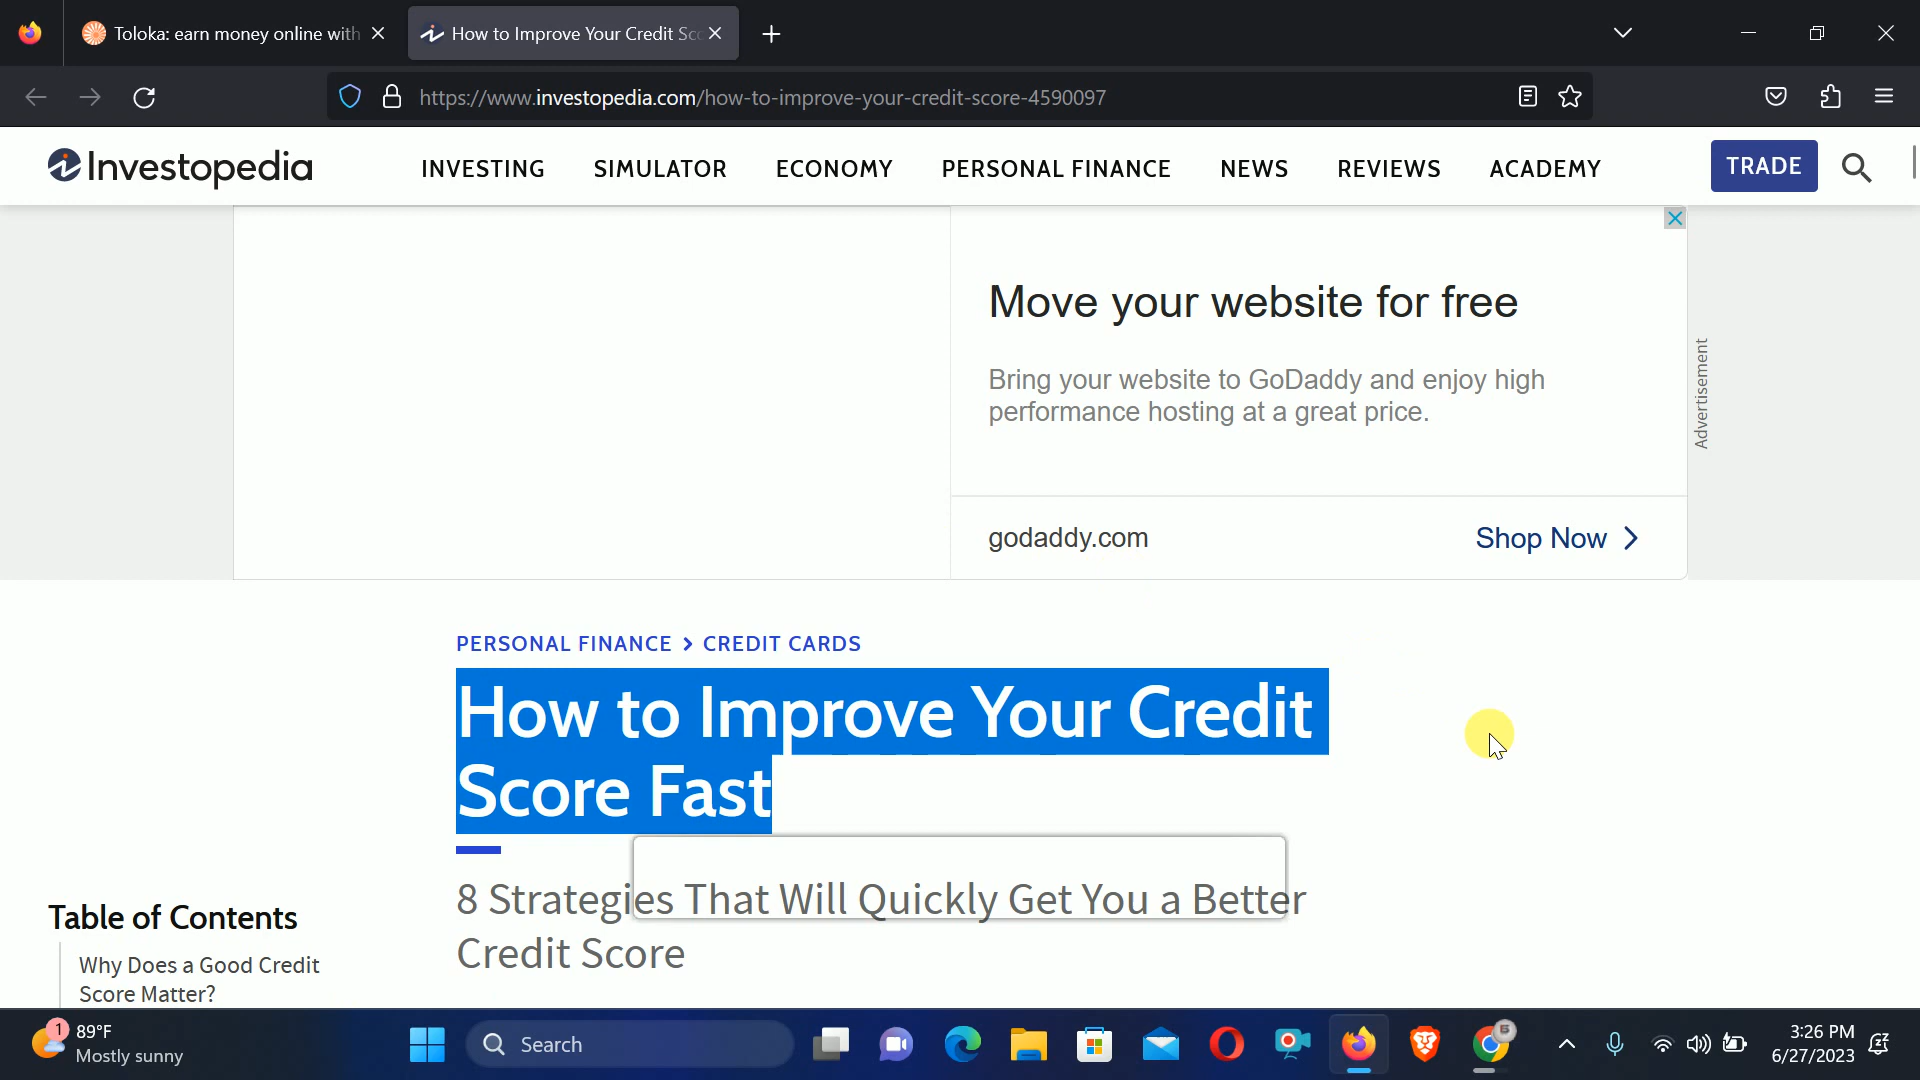 Toloka: earn money online with
How to Improve Your Credit Sc
https://www.investopedia.com/how-to-improve-your-credit-score-4590097
Investopedia
INVESTING SIMULATOR ECONOMY PERSONAL FINANCE NEWS REVIEWS ACADEMY
TRADE
Move your website for free
Bring your website to GoDaddy and enjoy high
performance hosting at a great price.
Advertisement
godaddy.com
Shop Now
PERSONAL FINANCE > CREDIT CARDS
How to Improve Your Credit
Score Fast
8 Strategies That Will Quickly Get You a Better
Credit Score
Table of Contents
Why Does a Good Credit
Score Matter?
1
89°F
Mostly sunny
Search
5
3:26 PM
6/27/2023